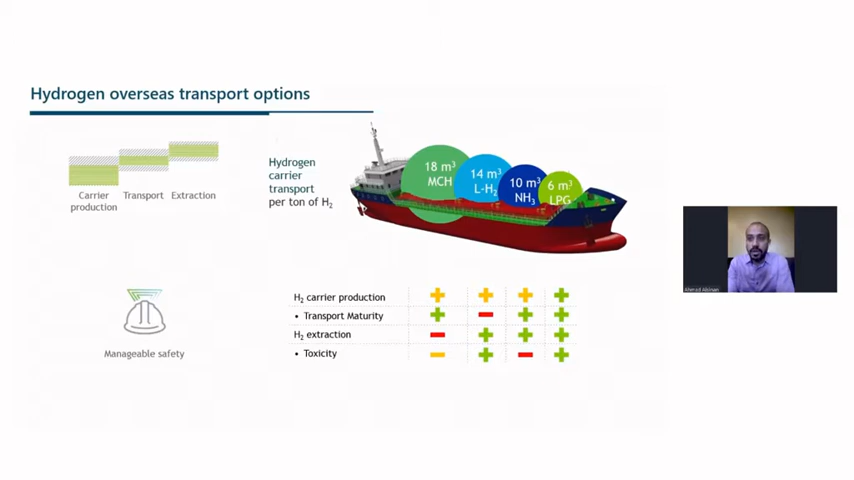 Hydrogen overseas transport options
Carrier
production
Transport
Extraction
Hydrogen
carrier
transport
per ton of H₂
18 m³
MCH
14 m³
L-H₂
10 m³
NH₃
6 m³
LPG
Manageable safety
H₂ carrier production
• Transport Maturity
H₂ extraction
• Toxicity